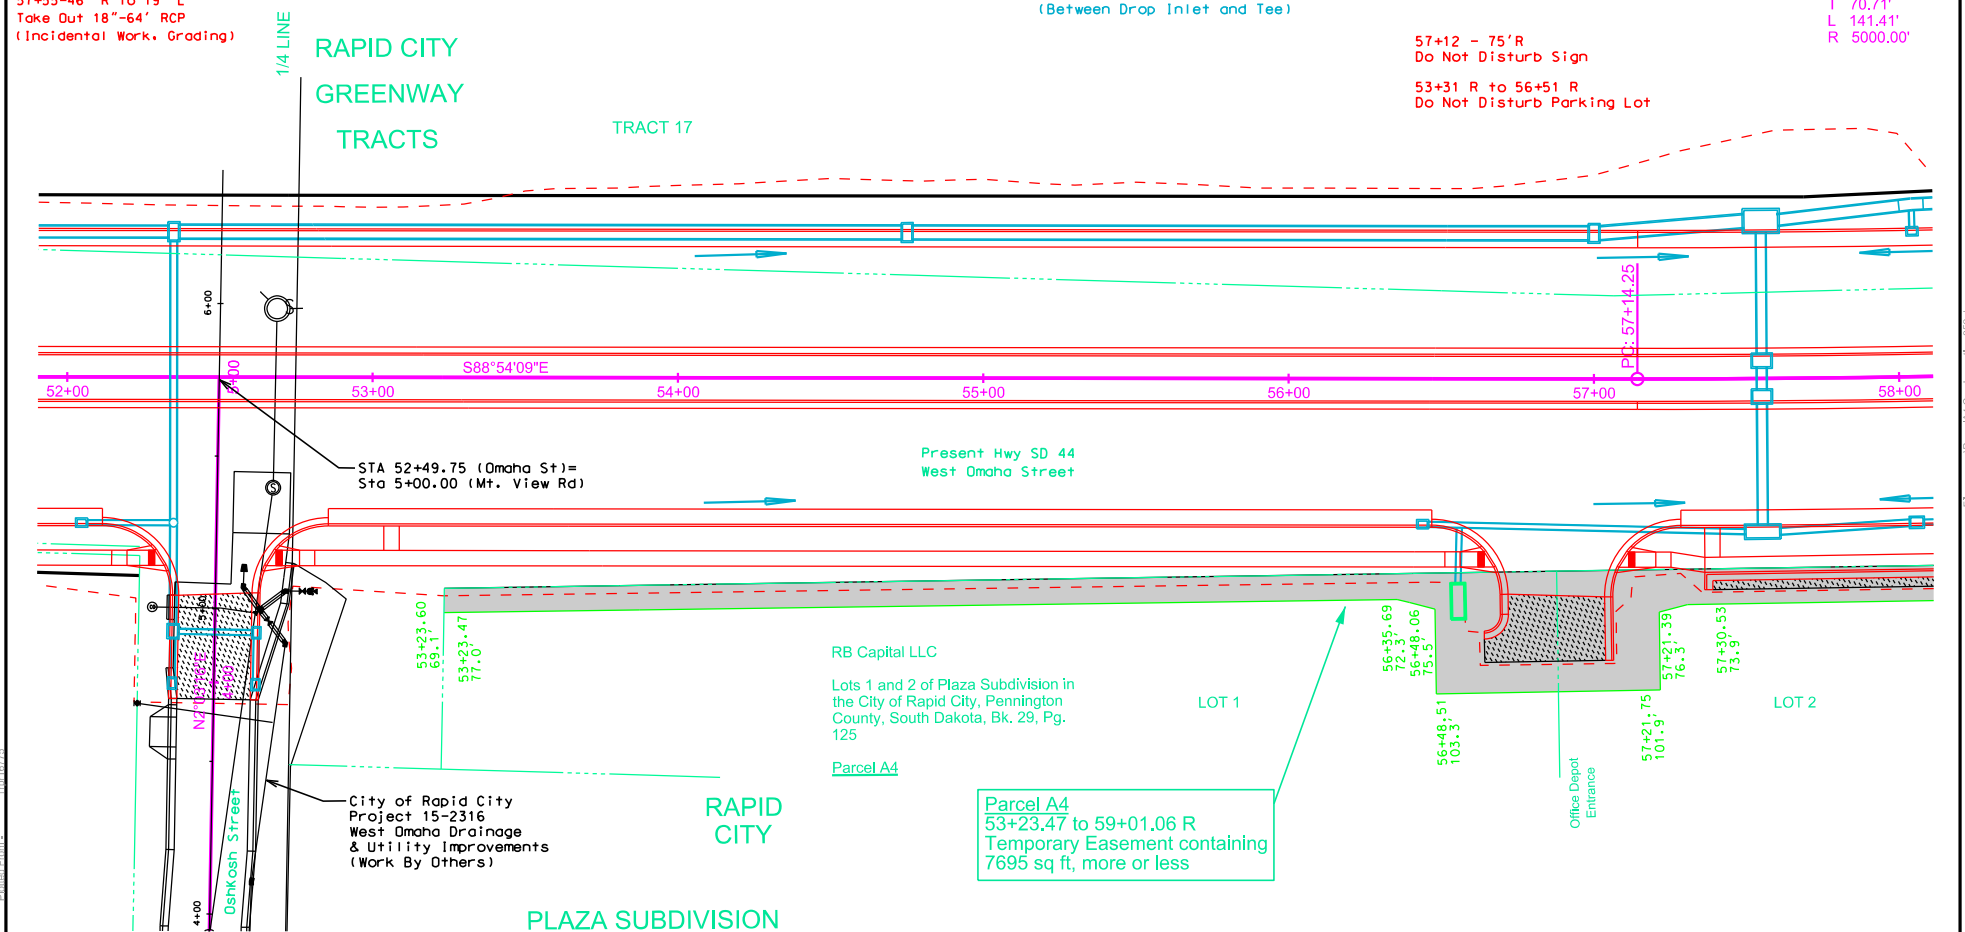 Take Out 18"-64' RCP
(Incidental Work, Grading)
1/4 LINE
RAPID CITY
GREENWAY
TRACTS
TRACT 17
(Between Drop Inlet and Tee)
57+12 - 75'R
Do Not Disturb Sign
53+31 R to 56+51 R
Do Not Disturb Parking Lot
T 70.71'
L 141.41'
R 5000.00'
6+00
S88°54'09"E
PC: 57+14.25
52+00
53+00
54+00
55+00
56+00
57+00
58+00
STA 52+49.75 (Omaha St)=
Sta 5+00.00 (Mt. View Rd)
Present Hwy SD 44
West Omaha Street
S
5+00
53+23.60
69.1'
53+23.47
77.0'
56+35.69
72.3'
56+48.06
75.5'
57+21.39
76.3'
57+30.53
73.9'
56+48.51
103.3'
57+21.75
101.9'
RB Capital LLC
Lots 1 and 2 of Plaza Subdivision in
the City of Rapid City, Pennington
County, South Dakota, Bk. 29, Pg.
125
Parcel A4
LOT 1
LOT 2
Office Depot
Entrance
Parcel A4
53+23.47 to 59+01.06 R
Temporary Easement containing
7695 sq ft, more or less
City of Rapid City
Project 15-2316
West Omaha Drainage
& Utility Improvements
(Work By Others)
RAPID
CITY
OshKosh Street
4+00
4+00
PLAZA SUBDIVISION